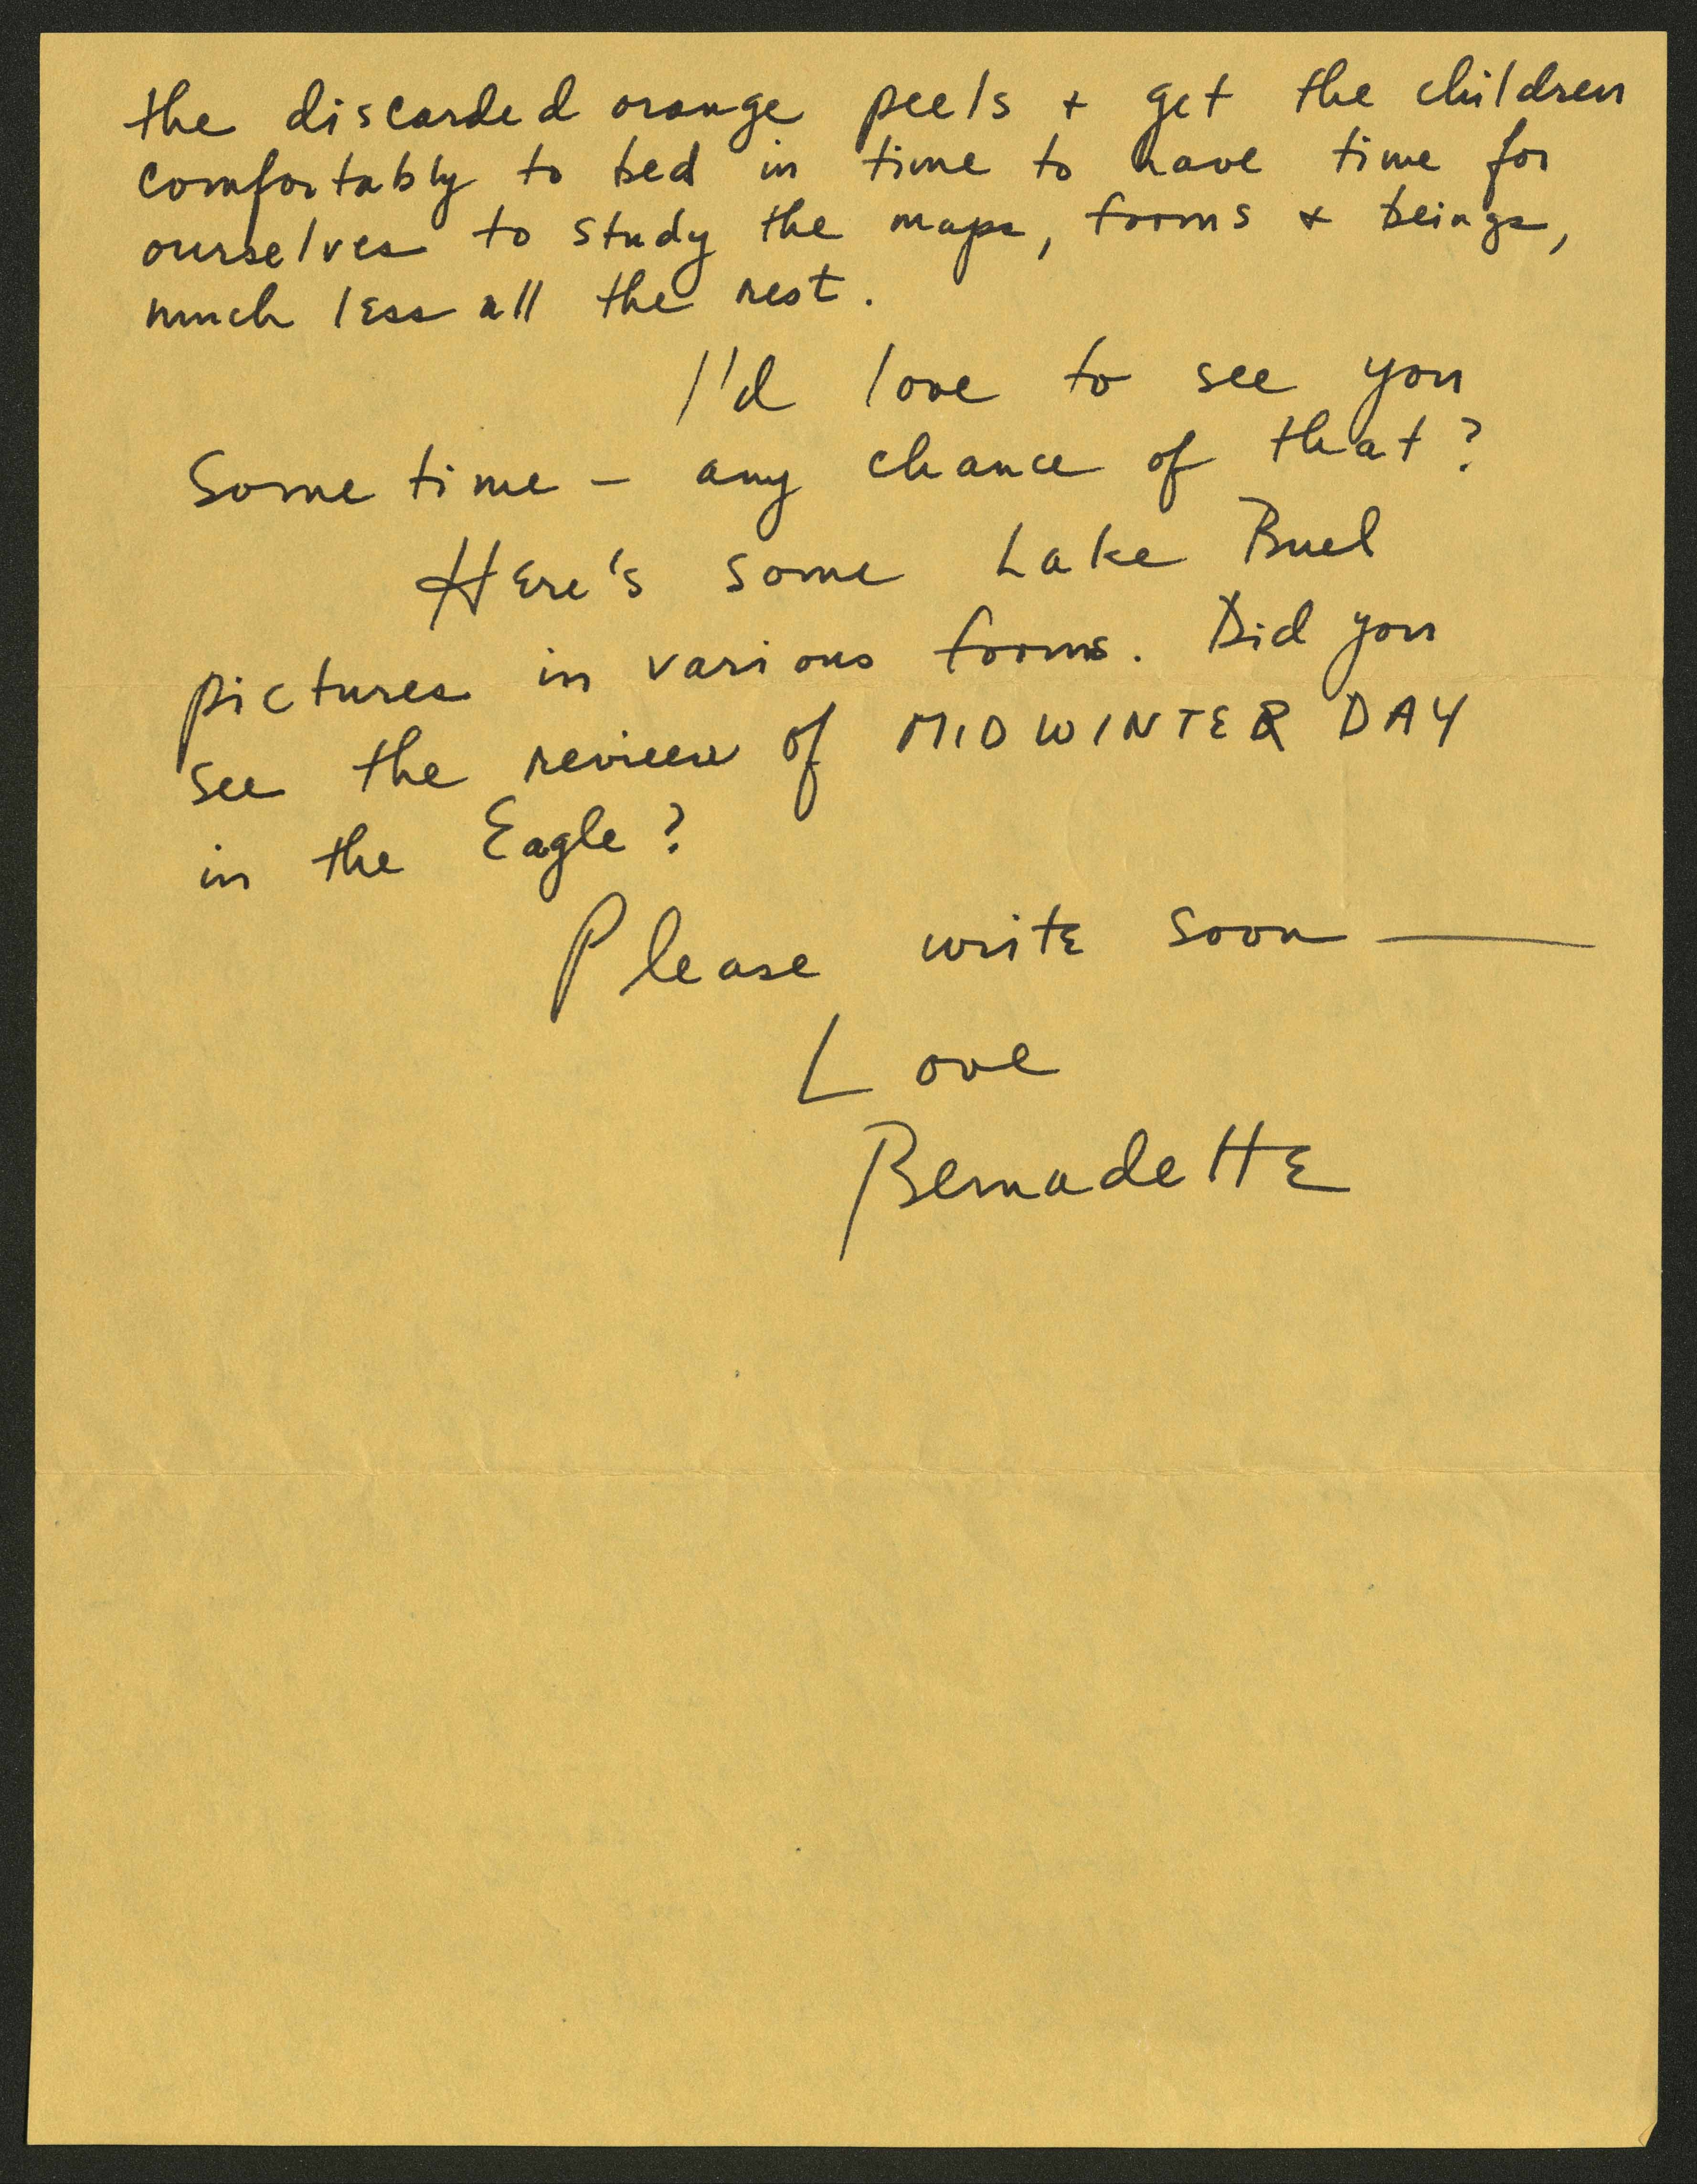 the discarded orange peels + get the children
comfortably to bed in time to have time for
ourselves to study the maps, forms + beings,
much less all the rest.
I'd love to see you
Some time – any chance of that?
Here's some Lake Buel
pictures in various forms. Did you
see the review of MIDWINTER DAY
in the Eagle?
Please write soon —
Love
Bernadette